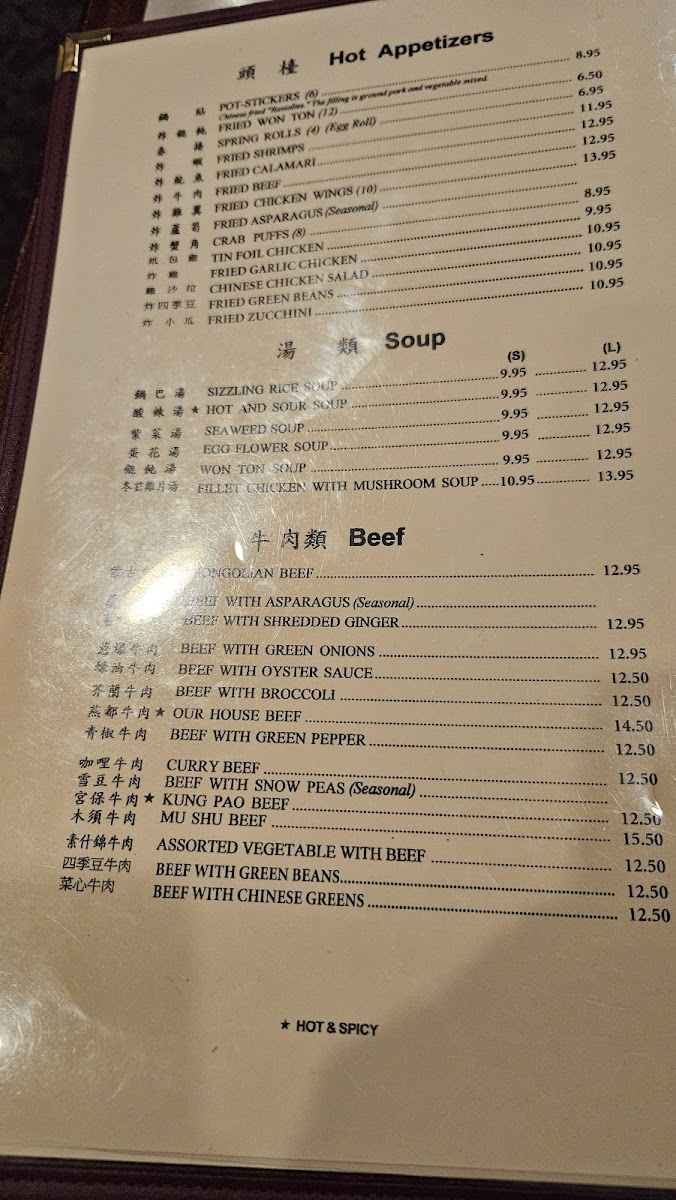 頭檯 Hot Appetizers
鍋貼 POT-STICKERS (6) 8.95
Chinese fried "Raviolies." The filling is ground pork and vegetable mixed.
炸餛飩 FRIED WON TON (12) 6.50
春捲 SPRING ROLLS (4) (Egg Roll) 6.95
炸蝦 FRIED SHRIMPS 11.95
炸魷魚 FRIED CALAMARI 12.95
炸牛肉 FRIED BEEF 12.95
炸雞翼 FRIED CHICKEN WINGS (10) 13.95
炸蘆筍 FRIED ASPARAGUS (Seasonal)
炸蟹角 CRAB PUFFS (8) 8.95
紙包雞 TIN FOIL CHICKEN 9.95
炸雞 FRIED GARLIC CHICKEN 10.95
雞沙拉 CHINESE CHICKEN SALAD 10.95
炸四季豆 FRIED GREEN BEANS 10.95
炸小瓜 FRIED ZUCCHINI 10.95
湯類 Soup
(S) (L)
鍋巴湯 SIZZLING RICE SOUP 9.95 12.95
酸辣湯 ★ HOT AND SOUR SOUP 9.95 12.95
紫菜湯 SEAWEED SOUP 9.95 12.95
蛋花湯 EGG FLOWER SOUP 9.95 12.95
餛飩湯 WON TON SOUP 9.95 12.95
冬菇雞片湯 FILLET CHICKEN WITH MUSHROOM SOUP 10.95 13.95
牛肉類 Beef
蒙古 MONGOLIAN BEEF 12.95
BEEF WITH ASPARAGUS (Seasonal)
BEEF WITH SHREDDED GINGER 12.95
蔥爆牛肉 BEEF WITH GREEN ONIONS 12.95
蠔油牛肉 BEEF WITH OYSTER SAUCE 12.50
芥蘭牛肉 BEEF WITH BROCCOLI 12.50
燕都牛肉 ★ OUR HOUSE BEEF 14.50
青椒牛肉 BEEF WITH GREEN PEPPER 12.50
咖哩牛肉 CURRY BEEF 12.50
雪豆牛肉 BEEF WITH SNOW PEAS (Seasonal)
宮保牛肉 ★ KUNG PAO BEEF 12.50
木須牛肉 MU SHU BEEF 15.50
素什錦牛肉 ASSORTED VEGETABLE WITH BEEF 12.50
四季豆牛肉 BEEF WITH GREEN BEANS 12.50
菜心牛肉 BEEF WITH CHINESE GREENS 12.50
★ HOT & SPICY